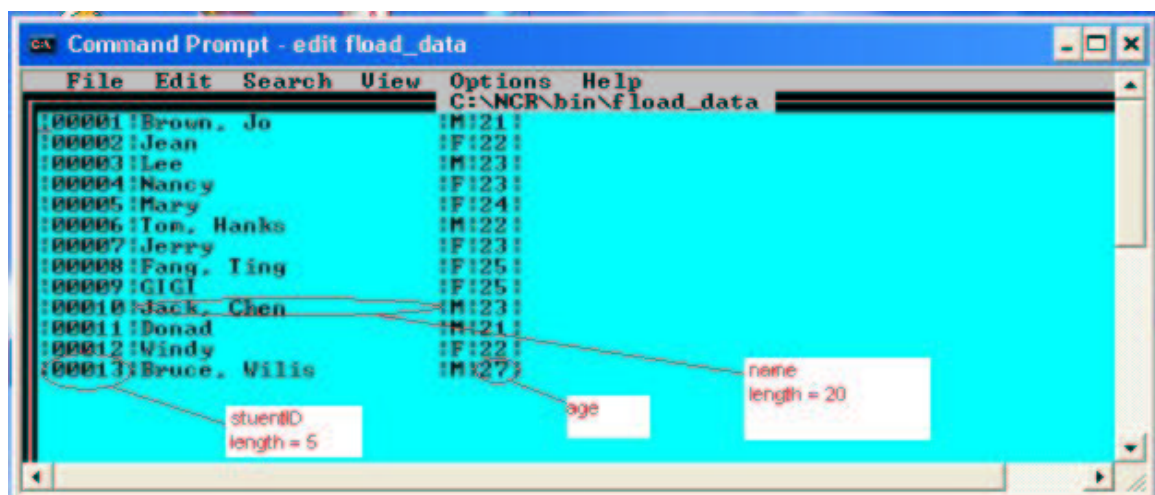 Command Prompt - edit fload_data
File Edit Search View Options Help
C:\NCR\bin\fload_data
¦00001¦Brown, Jo ¦M¦21¦
¦00002¦Jean ¦F¦22¦
¦00003¦Lee ¦M¦23¦
¦00004¦Nancy ¦F¦23¦
¦00005¦Mary ¦F¦24¦
¦00006¦Tom, Hanks ¦M¦22¦
¦00007¦Jerry ¦F¦23¦
¦00008¦Fang, Ting ¦F¦25¦
¦00009¦GIGI ¦F¦25¦
¦00010¦Jack, Chen ¦M¦23¦
¦00011¦Donad ¦M¦21¦
¦00012¦Windy ¦F¦22¦
¦00013¦Bruce, Wilis ¦M¦27¦
name
length = 20
age
stuentID
length = 5